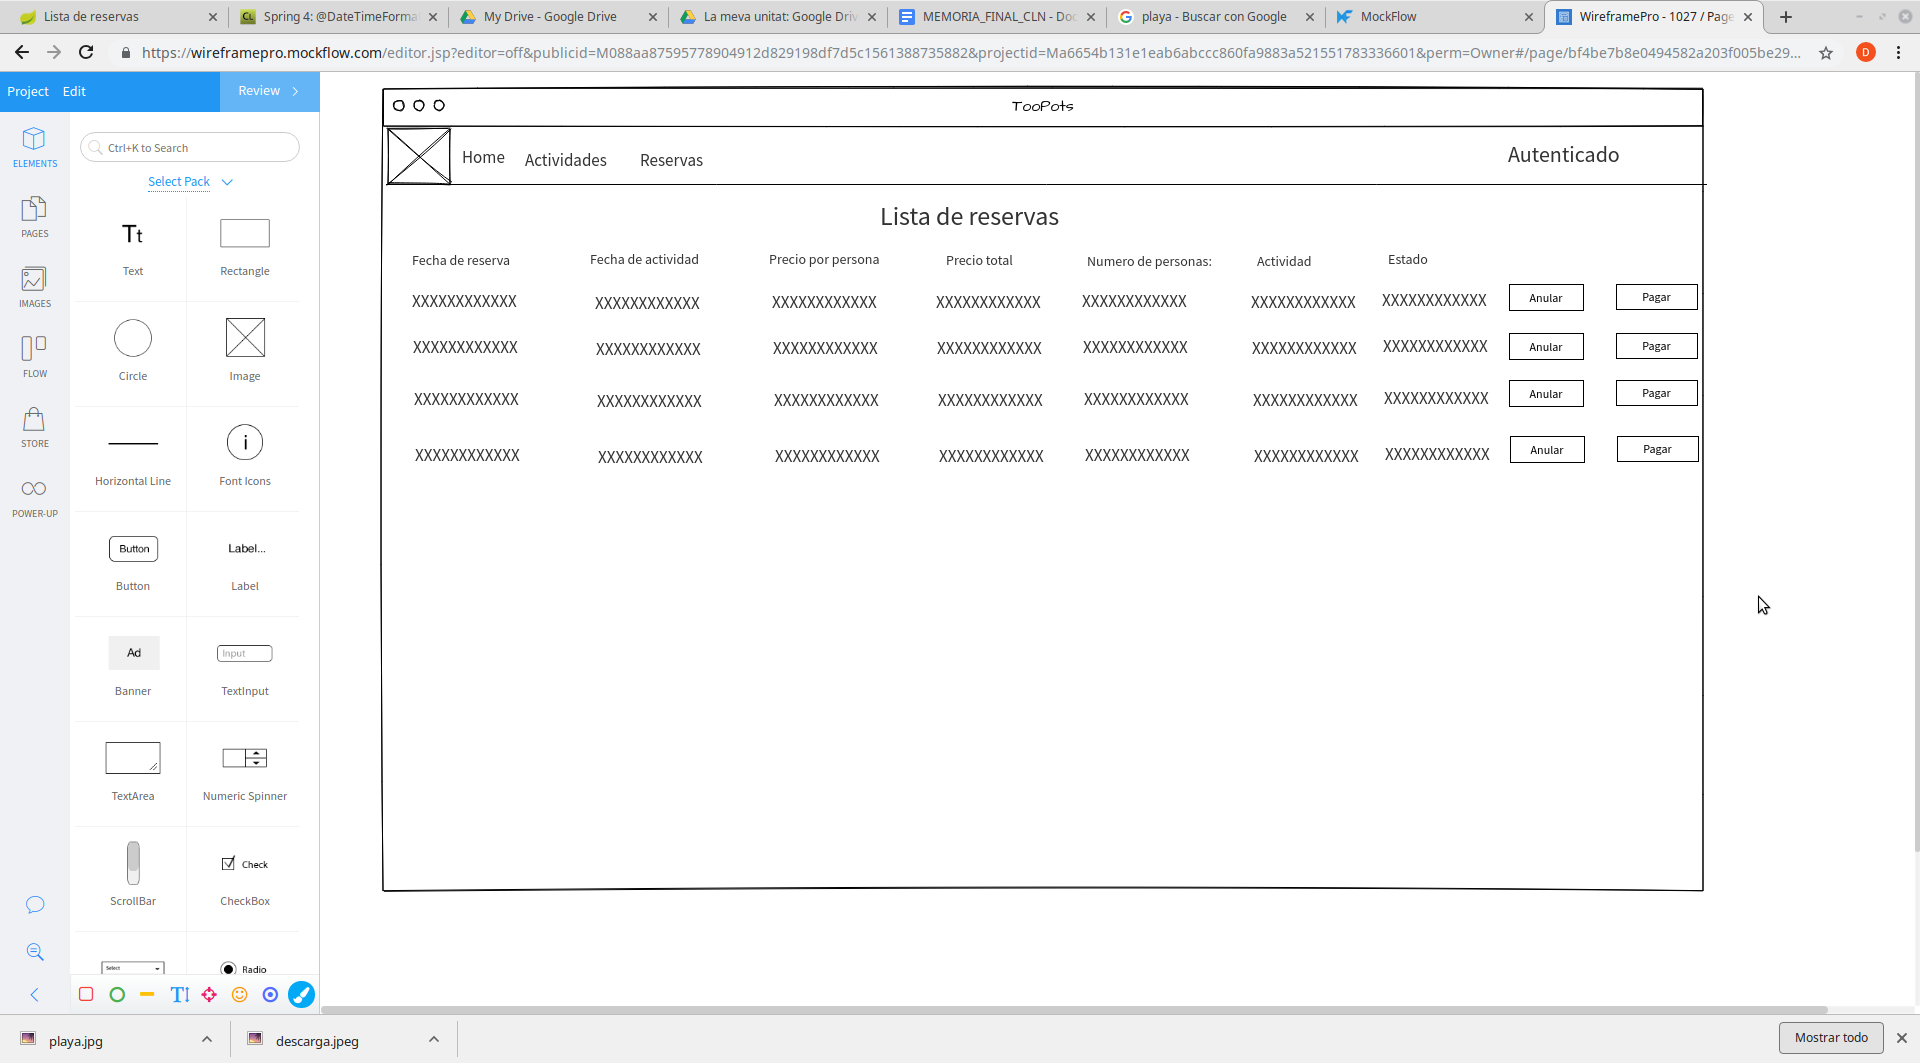 Lista de reservas
Spring 4: @DateTimeForma
My Drive - Google Drive
La meva unitat: Google Driv
MEMORIA_FINAL_CLN - Doc
playa - Buscar con Google
MockFlow
WireframePro - 1027 / Page
https://wireframepro.mockflow.com/editor.jsp?editor=off&publicid=M088aa87595778904912d829198df7d5c1561388735882&projectid=Ma6654b131e1eab6abccc860fa9883a521551783336601&perm=Owner#/page/bf4be7b8e0494582a203f005be29...
D
Project Edit Review
ELEMENTS
PAGES
IMAGES
FLOW
STORE
POWER-UP
Ctrl+K to Search
Select Pack
Tt
Text Rectangle
Circle Image
i
Horizontal Line Font Icons
Button Label...
Button Label
Ad Input
Banner TextInput
TextArea Numeric Spinner
Check
ScrollBar CheckBox
Select Radio
TooPots
Home Actividades Reservas Autenticado
Lista de reservas
Fecha de reserva Fecha de actividad Precio por persona Precio total Numero de personas: Actividad Estado
XXXXXXXXXXXX XXXXXXXXXXXX XXXXXXXXXXXX XXXXXXXXXXXX XXXXXXXXXXXX XXXXXXXXXXXX XXXXXXXXXXXX Anular Pagar
XXXXXXXXXXXX XXXXXXXXXXXX XXXXXXXXXXXX XXXXXXXXXXXX XXXXXXXXXXXX XXXXXXXXXXXX XXXXXXXXXXXX Anular Pagar
XXXXXXXXXXXX XXXXXXXXXXXX XXXXXXXXXXXX XXXXXXXXXXXX XXXXXXXXXXXX XXXXXXXXXXXX XXXXXXXXXXXX Anular Pagar
XXXXXXXXXXXX XXXXXXXXXXXX XXXXXXXXXXXX XXXXXXXXXXXX XXXXXXXXXXXX XXXXXXXXXXXX XXXXXXXXXXXX Anular Pagar
playa.jpg descarga.jpeg Mostrar todo